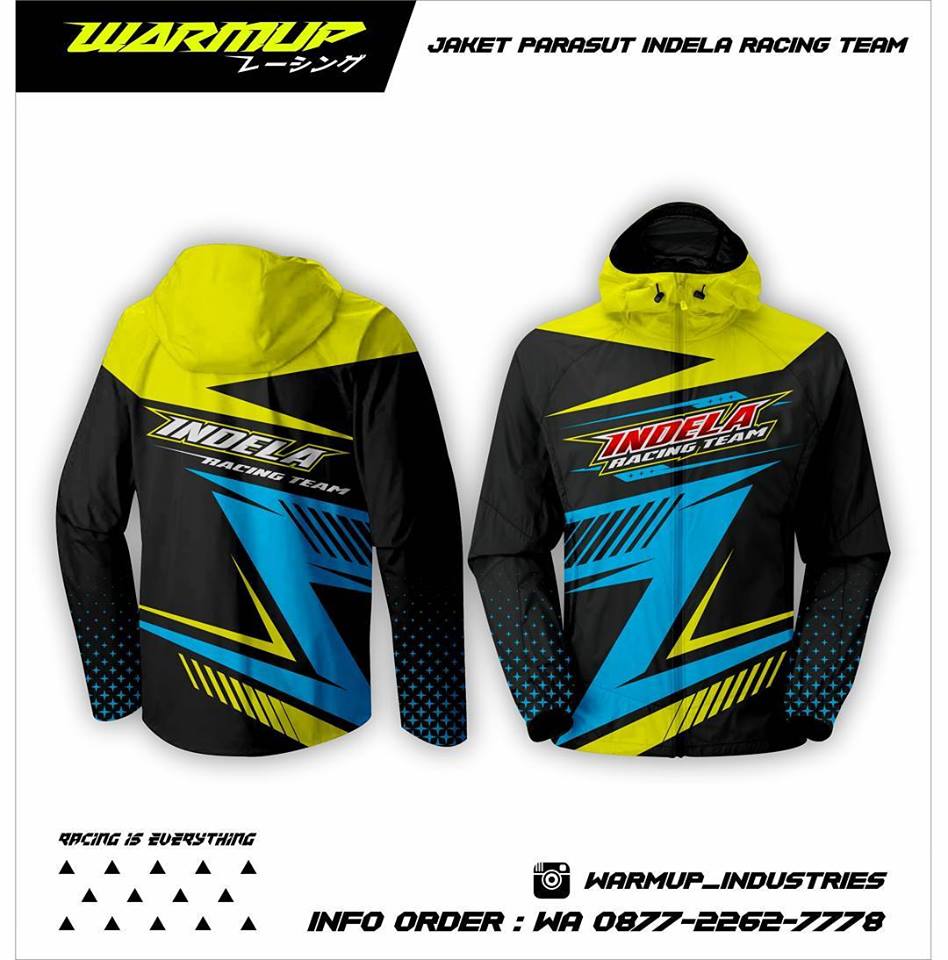 WARMUP
レーシング
JAKET PARASUT INDELA RACING TEAM
INDELA
RACING TEAM
INDELA
RACING TEAM
RACING IS EVERYTHING
WARMUP_INDUSTRIES
INFO ORDER : WA 0877-2262-7778